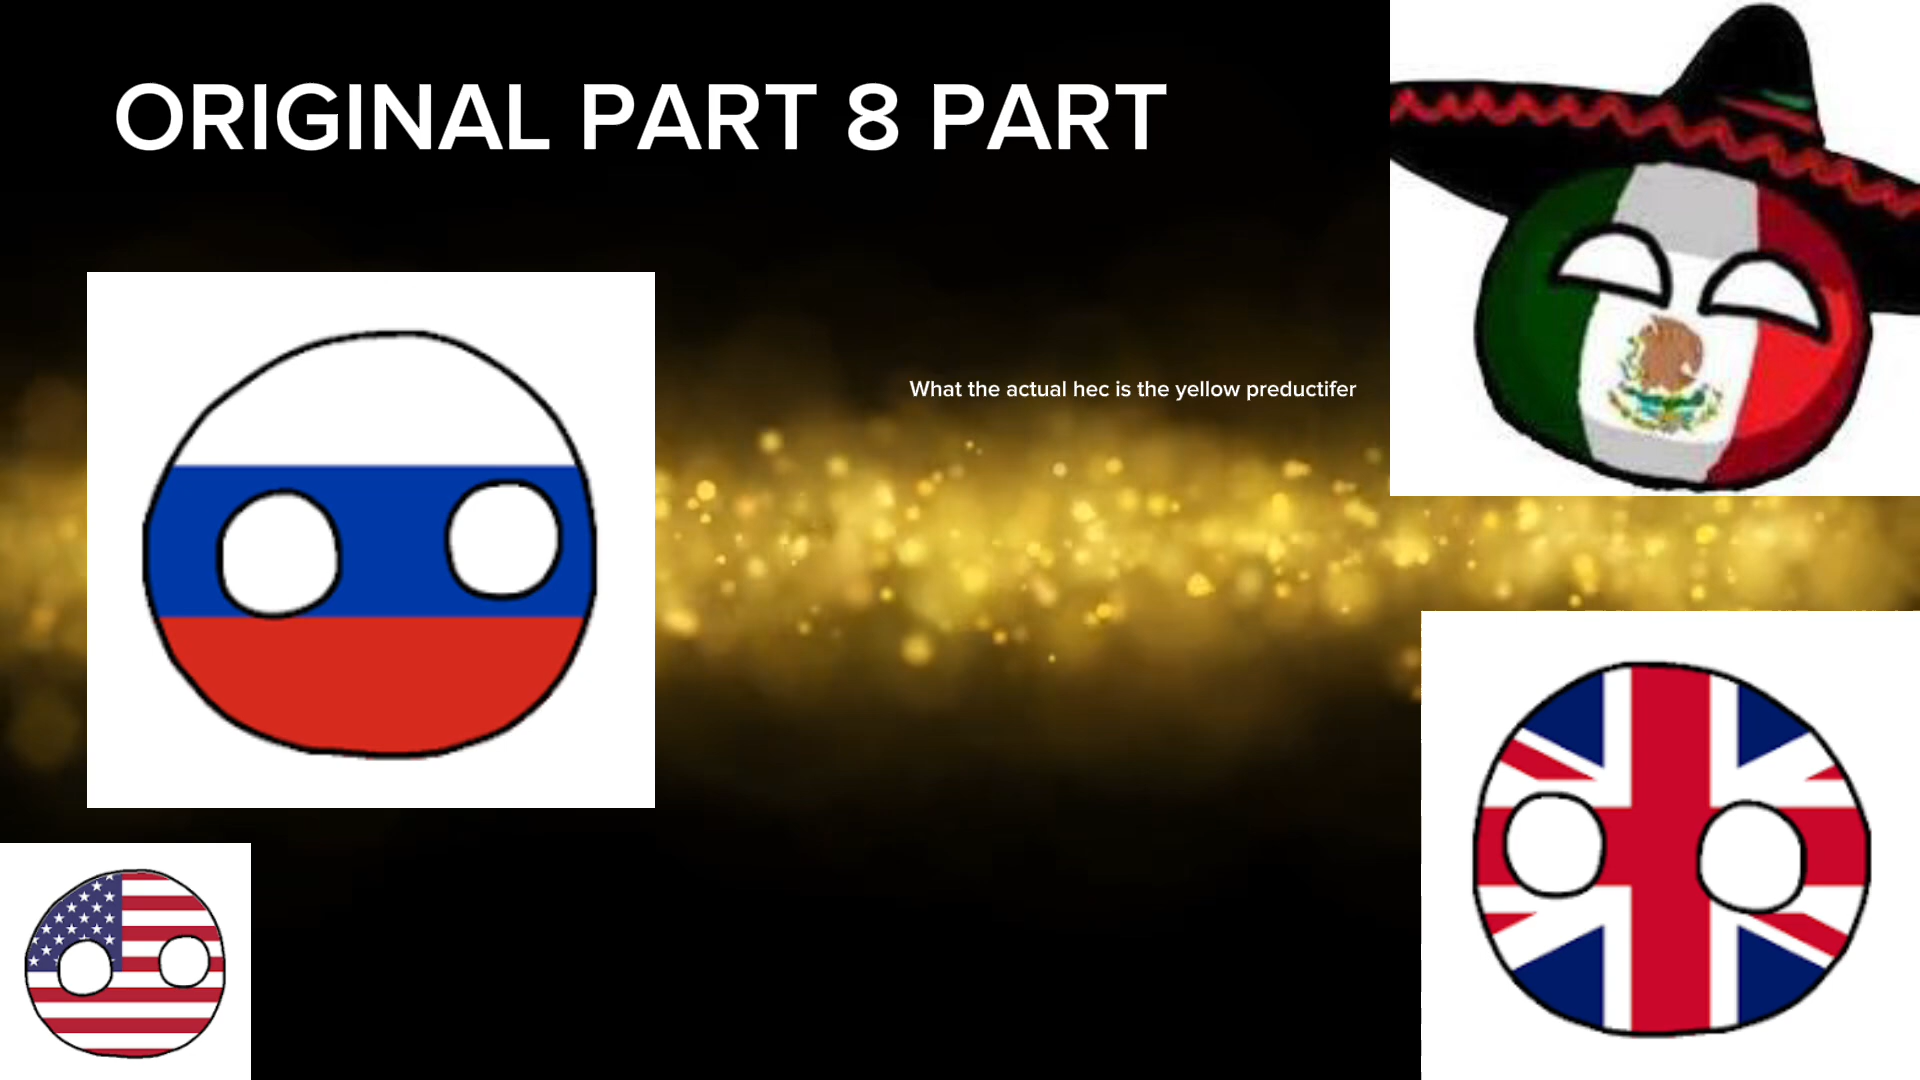 ORIGINAL PART 8 PART
What the actual hec is the yellow preductifer